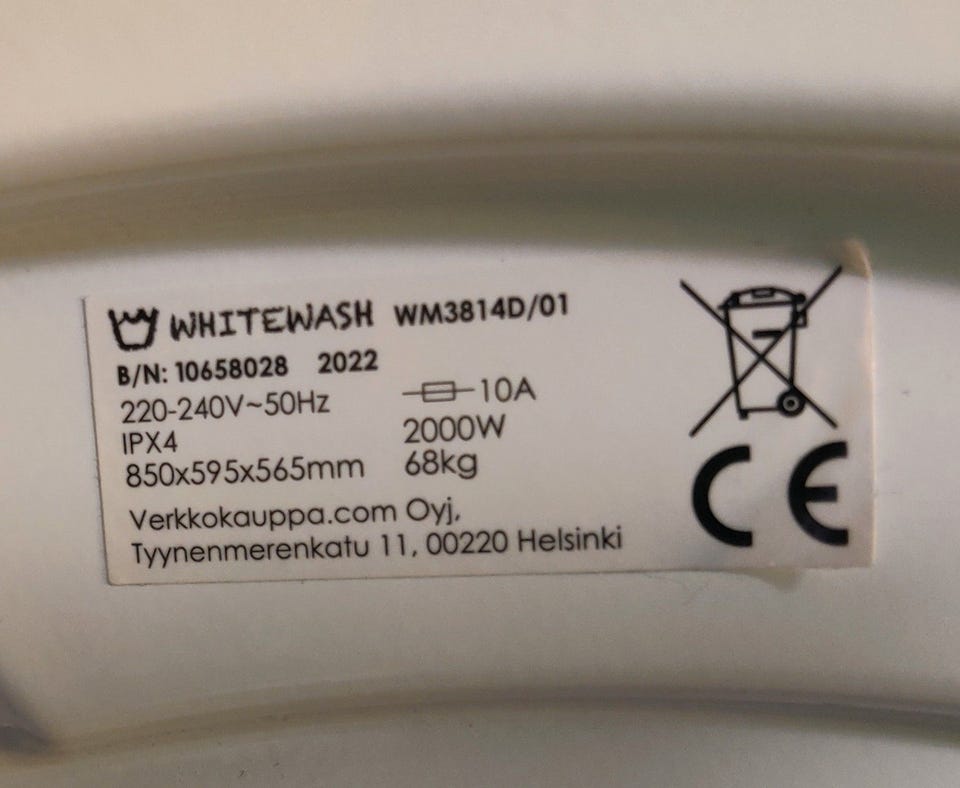 WHITEWASH WM3814D/01
B/N: 10658028 2022
220-240V~50Hz 10A
IPX4 2000W
850x595x565mm 68kg
Verkkokauppa.com Oyj,
Tyynenmerenkatu 11, 00220 Helsinki
CE